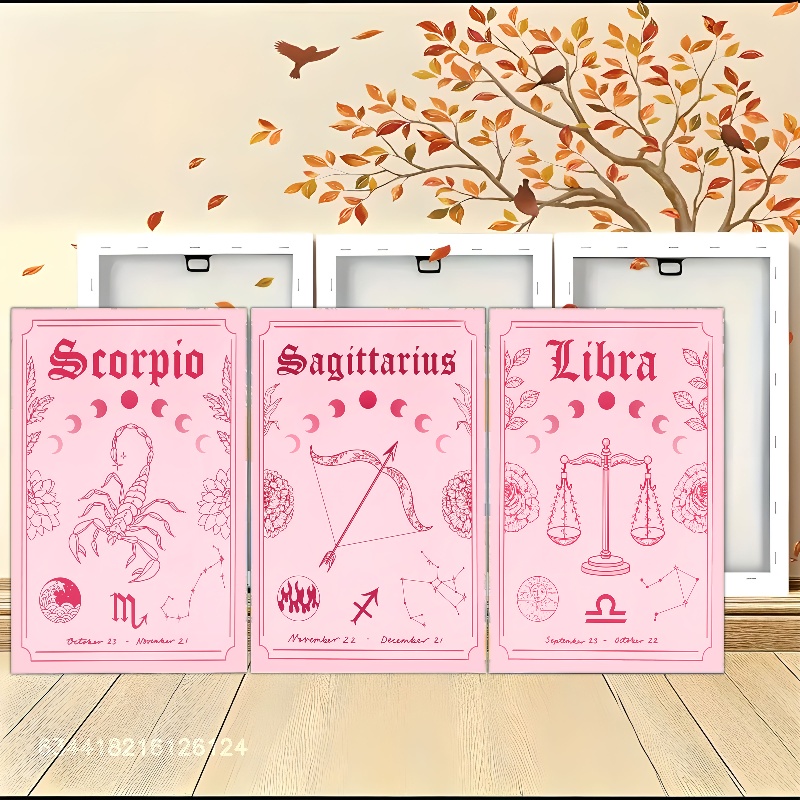 Scorpio
October 23 - November 21
Sagittarius
November 22 - December 21
Libra
September 23 - October 22